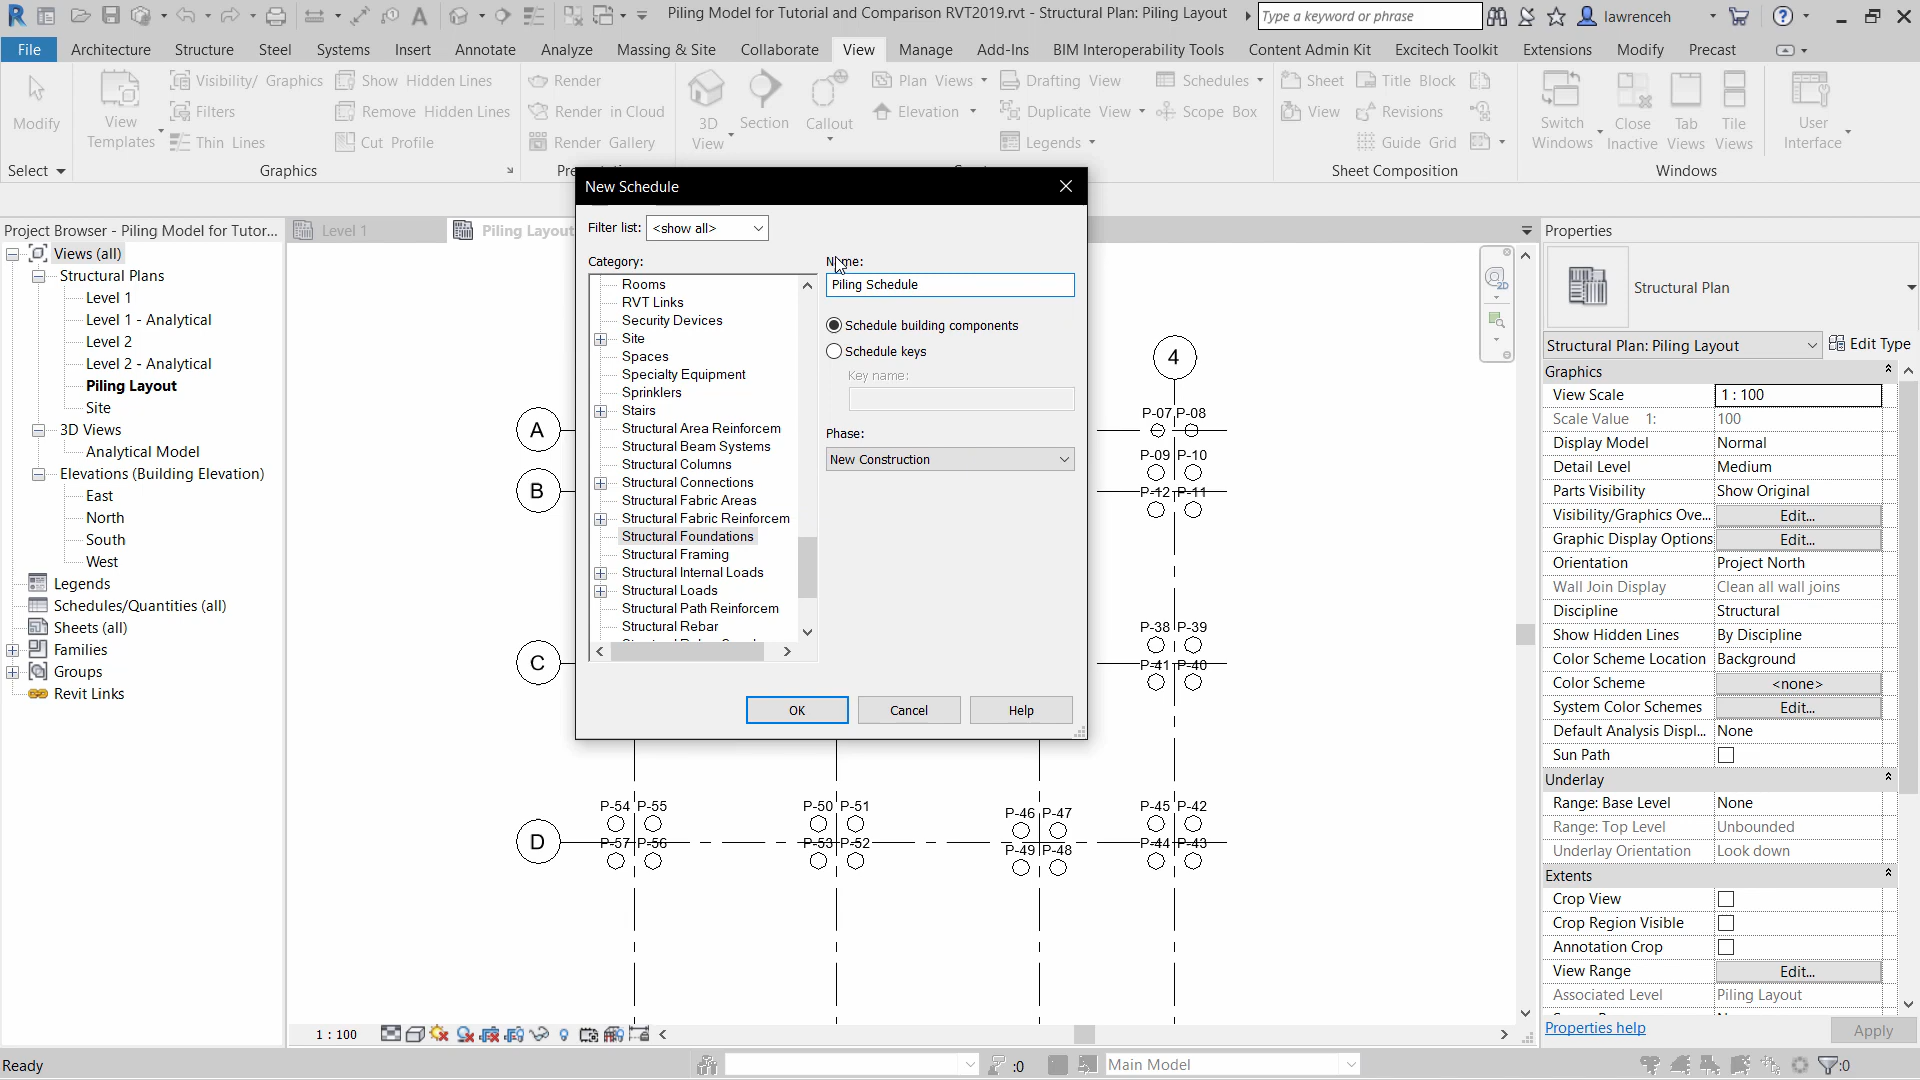 Piling Model for Tutorial and Comparison RVT2019.rvt - Structural Plan: Piling Layout
Type a keyword or phrase
lawrenceh
File Architecture Structure Steel Systems Insert Annotate Analyze Massing & Site Collaborate View Manage Add-Ins BIM Interoperability Tools Content Admin Kit Excitech Toolkit Extensions Modify Precast
Modify
View Templates
Visibility/ Graphics
Filters
Thin Lines
Show Hidden Lines
Remove Hidden Lines
Cut Profile
Render
Render in Cloud
Render Gallery
3D View
Section
Callout
Plan Views
Elevation
Drafting View
Duplicate View
Legends
Schedules
Scope Box
Sheet
View
Title Block
Revisions
Guide Grid
Switch Windows
Close Inactive
Tab Views
Tile Views
User Interface
Select
Graphics
Sheet Composition
Windows
Project Browser - Piling Model for Tutor...
Views (all)
Structural Plans
Level 1
Level 1 - Analytical
Level 2
Level 2 - Analytical
Piling Layout
Site
3D Views
Analytical Model
Elevations (Building Elevation)
East
North
South
West
Legends
Schedules/Quantities (all)
Sheets (all)
Families
Groups
Revit Links
Level 1
Piling Layout
New Schedule
Filter list: <show all>
Category:
Rooms
RVT Links
Security Devices
Site
Spaces
Specialty Equipment
Sprinklers
Stairs
Structural Area Reinforcem
Structural Beam Systems
Structural Columns
Structural Connections
Structural Fabric Areas
Structural Fabric Reinforcem
Structural Foundations
Structural Framing
Structural Internal Loads
Structural Loads
Structural Path Reinforcem
Structural Rebar
Name:
Piling Schedule
Schedule building components
Schedule keys
Key name:
Phase:
New Construction
OK Cancel Help
4
A
B
C
D
P-07 P-08
P-09 P-10
P-12 P-11
P-38 P-39
P-41 P-40
P-54 P-55 P-50 P-51 P-46 P-47 P-45 P-42
P-57 P-56 P-53 P-52 P-49 P-48 P-44 P-43
2D
Properties
Structural Plan
Structural Plan: Piling Layout Edit Type
Graphics
View Scale 1 : 100
Scale Value 1: 100
Display Model Normal
Detail Level Medium
Parts Visibility Show Original
Visibility/Graphics Ove... Edit...
Graphic Display Options Edit...
Orientation Project North
Wall Join Display Clean all wall joins
Discipline Structural
Show Hidden Lines By Discipline
Color Scheme Location Background
Color Scheme <none>
System Color Schemes Edit...
Default Analysis Displ... None
Sun Path
Underlay
Range: Base Level None
Range: Top Level Unbounded
Underlay Orientation Look down
Extents
Crop View
Crop Region Visible
Annotation Crop
View Range Edit...
Associated Level Piling Layout
Properties help Apply
1 : 100
Ready
:0
Main Model
:0